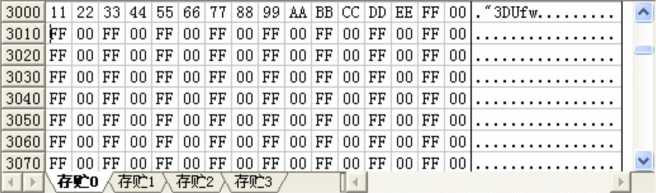 3000 11 22 33 44 55 66 77 88 99 AA BB CC DD EE FF 00 ."3DUfw.........
3010 FF 00 FF 00 FF 00 FF 00 FF 00 FF 00 FF 00 FF 00 ................
3020 FF 00 FF 00 FF 00 FF 00 FF 00 FF 00 FF 00 FF 00 ................
3030 FF 00 FF 00 FF 00 FF 00 FF 00 FF 00 FF 00 FF 00 ................
3040 FF 00 FF 00 FF 00 FF 00 FF 00 FF 00 FF 00 FF 00 ................
3050 FF 00 FF 00 FF 00 FF 00 FF 00 FF 00 FF 00 FF 00 ................
3060 FF 00 FF 00 FF 00 FF 00 FF 00 FF 00 FF 00 FF 00 ................
3070 FF 00 FF 00 FF 00 FF 00 FF 00 FF 00 FF 00 FF 00 ................
存贮0 存贮1 存贮2 存贮3